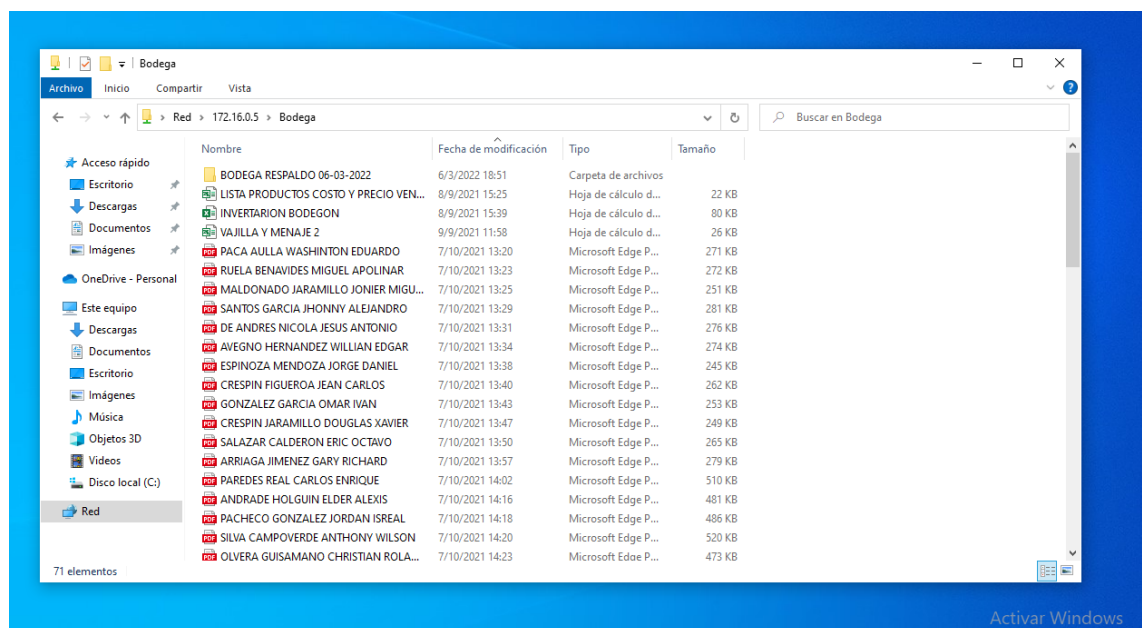 Bodega
Archivo Inicio Compartir Vista
Red > 172.16.0.5 > Bodega
Buscar en Bodega
Nombre Fecha de modificación Tipo Tamaño
Acceso rápido
Escritorio
Descargas
Documentos
Imágenes
OneDrive - Personal
Este equipo
Descargas
Documentos
Escritorio
Imágenes
Música
Objetos 3D
Videos
Disco local (C:)
Red
BODEGA RESPALDO 06-03-2022 6/3/2022 18:51 Carpeta de archivos
LISTA PRODUCTOS COSTO Y PRECIO VEN... 8/9/2021 15:25 Hoja de cálculo d... 22 KB
INVERTARION BODEGON 8/9/2021 15:39 Hoja de cálculo d... 80 KB
VAJILLA Y MENAJE 2 9/9/2021 11:58 Hoja de cálculo d... 26 KB
PACA AULLA WASHINTON EDUARDO 7/10/2021 13:20 Microsoft Edge P... 271 KB
RUELA BENAVIDES MIGUEL APOLINAR 7/10/2021 13:23 Microsoft Edge P... 272 KB
MALDONADO JARAMILLO JONIER MIGU... 7/10/2021 13:25 Microsoft Edge P... 251 KB
SANTOS GARCIA JHONNY ALEJANDRO 7/10/2021 13:29 Microsoft Edge P... 281 KB
DE ANDRES NICOLA JESUS ANTONIO 7/10/2021 13:31 Microsoft Edge P... 276 KB
AVEGNO HERNANDEZ WILLIAN EDGAR 7/10/2021 13:34 Microsoft Edge P... 274 KB
ESPINOZA MENDOZA JORGE DANIEL 7/10/2021 13:38 Microsoft Edge P... 245 KB
CRESPIN FIGUEROA JEAN CARLOS 7/10/2021 13:40 Microsoft Edge P... 262 KB
GONZALEZ GARCIA OMAR IVAN 7/10/2021 13:43 Microsoft Edge P... 253 KB
CRESPIN JARAMILLO DOUGLAS XAVIER 7/10/2021 13:47 Microsoft Edge P... 249 KB
SALAZAR CALDERON ERIC OCTAVO 7/10/2021 13:50 Microsoft Edge P... 265 KB
ARRIAGA JIMENEZ GARY RICHARD 7/10/2021 13:57 Microsoft Edge P... 279 KB
PAREDES REAL CARLOS ENRIQUE 7/10/2021 14:02 Microsoft Edge P... 510 KB
ANDRADE HOLGUIN ELDER ALEXIS 7/10/2021 14:16 Microsoft Edge P... 481 KB
PACHECO GONZALEZ JORDAN ISREAL 7/10/2021 14:18 Microsoft Edge P... 486 KB
SILVA CAMPOVERDE ANTHONY WILSON 7/10/2021 14:20 Microsoft Edge P... 520 KB
OLVERA GUISAMANO CHRISTIAN ROLA... 7/10/2021 14:23 Microsoft Edge P... 473 KB
71 elementos
Activar Windows